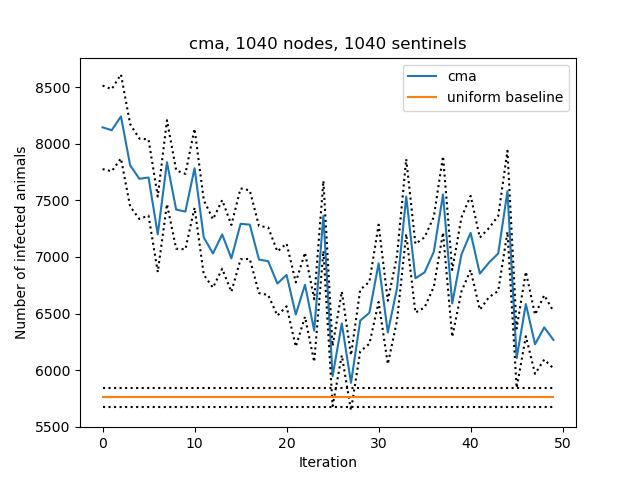 cma, 1040 nodes, 1040 sentinels
cma
uniform baseline
Number of infected animals
8500
8000
7500
7000
6500
6000
5500
0 10 20 30 40 50
Iteration